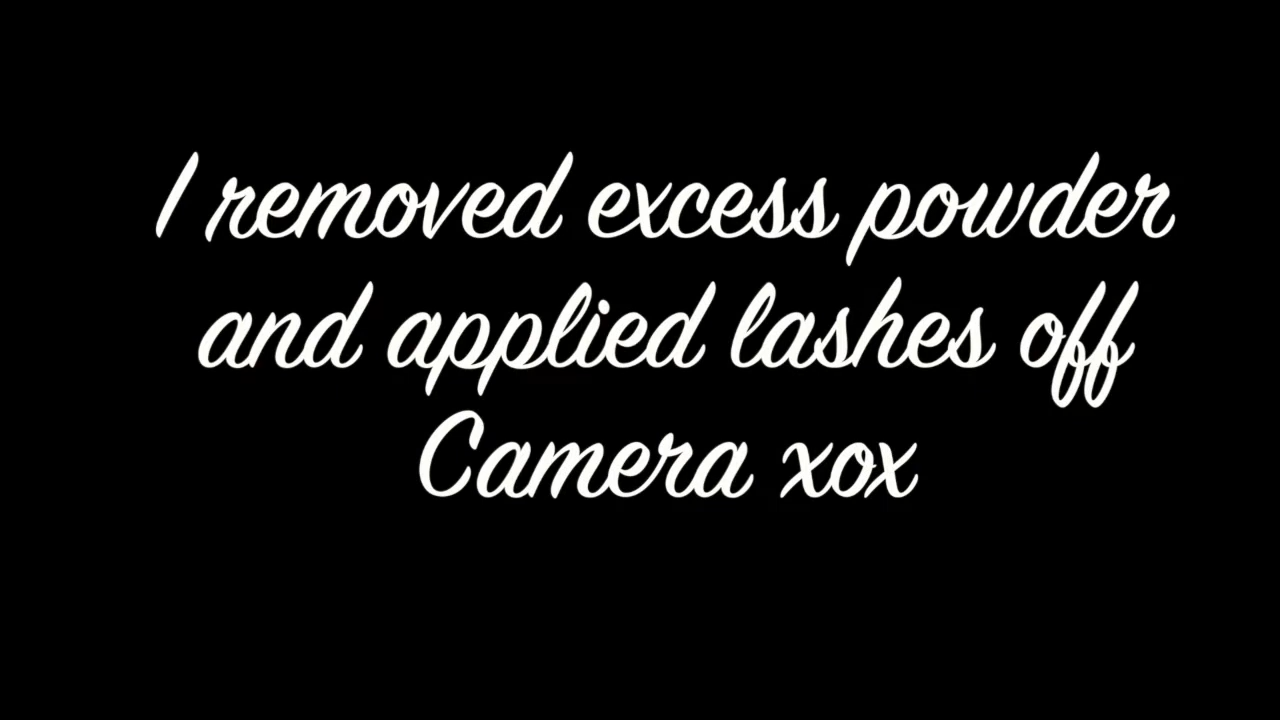 I removed excess powder
and applied lashes off
Camera xox